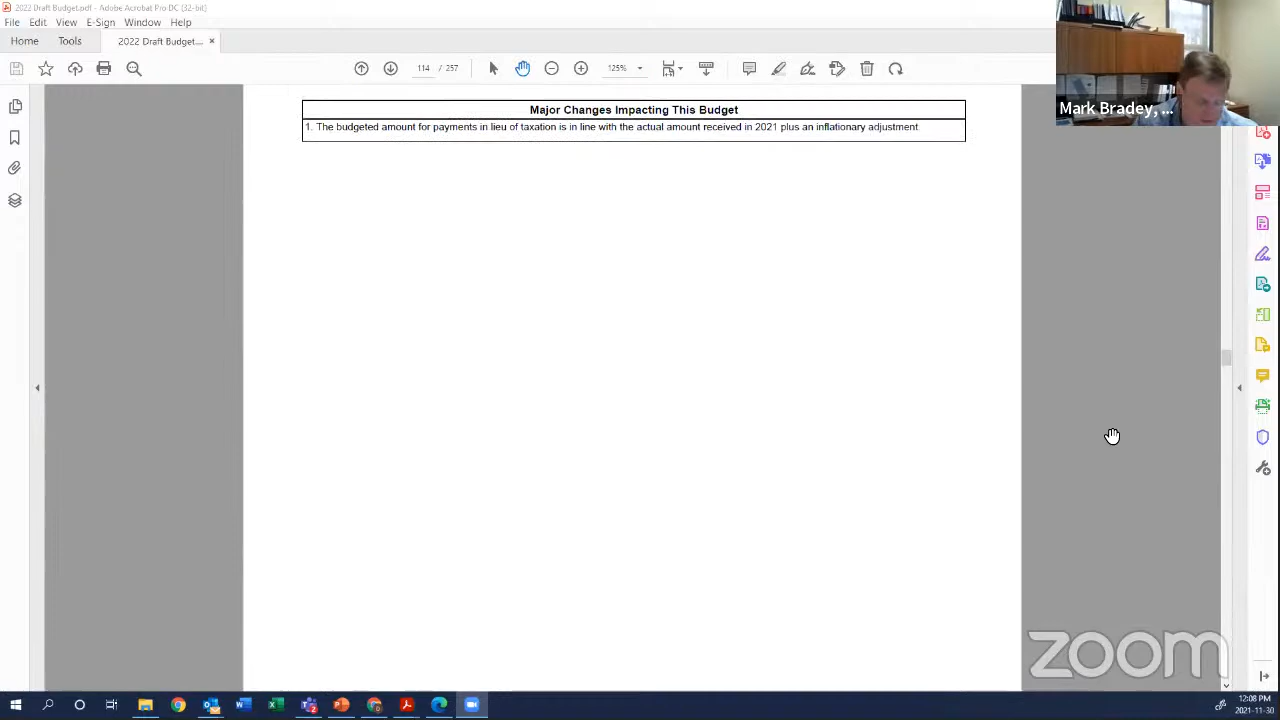 2022 Draft Budget.pdf - Adobe Acrobat Pro DC (32-bit)
File Edit View E-Sign Window Help
Home Tools 2022 Draft Budget... ×
114 / 257 125%
Mark Bradey, ...
Major Changes Impacting This Budget
1. The budgeted amount for payments in lieu of taxation is in line with the actual amount received in 2021 plus an inflationary adjustment.
zoom
12:08 PM
2021-11-30